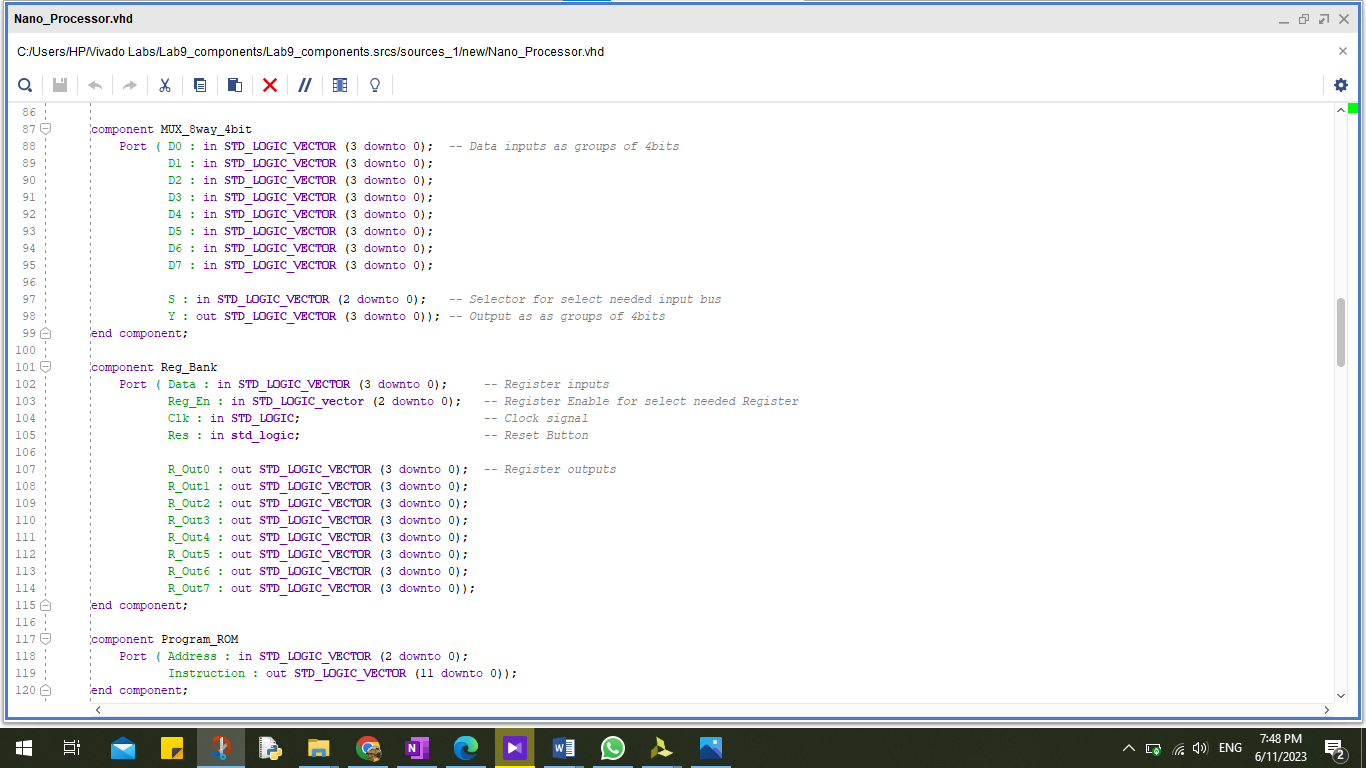 Nano_Processor.vhd
C:/Users/HP/Vivado Labs/Lab9_components/Lab9_components.srcs/sources_1/new/Nano_Processor.vhd
86
87 component MUX_8way_4bit
88 Port ( D0 : in STD_LOGIC_VECTOR (3 downto 0); -- Data inputs as groups of 4bits
89 D1 : in STD_LOGIC_VECTOR (3 downto 0);
90 D2 : in STD_LOGIC_VECTOR (3 downto 0);
91 D3 : in STD_LOGIC_VECTOR (3 downto 0);
92 D4 : in STD_LOGIC_VECTOR (3 downto 0);
93 D5 : in STD_LOGIC_VECTOR (3 downto 0);
94 D6 : in STD_LOGIC_VECTOR (3 downto 0);
95 D7 : in STD_LOGIC_VECTOR (3 downto 0);
96
97 S : in STD_LOGIC_VECTOR (2 downto 0); -- Selector for select needed input bus
98 Y : out STD_LOGIC_VECTOR (3 downto 0)); -- Output as as groups of 4bits
99 end component;
100
101 component Reg_Bank
102 Port ( Data : in STD_LOGIC_VECTOR (3 downto 0); -- Register inputs
103 Reg_En : in STD_LOGIC_vector (2 downto 0); -- Register Enable for select needed Register
104 Clk : in STD_LOGIC; -- Clock signal
105 Res : in std_logic; -- Reset Button
106
107 R_Out0 : out STD_LOGIC_VECTOR (3 downto 0); -- Register outputs
108 R_Out1 : out STD_LOGIC_VECTOR (3 downto 0);
109 R_Out2 : out STD_LOGIC_VECTOR (3 downto 0);
110 R_Out3 : out STD_LOGIC_VECTOR (3 downto 0);
111 R_Out4 : out STD_LOGIC_VECTOR (3 downto 0);
112 R_Out5 : out STD_LOGIC_VECTOR (3 downto 0);
113 R_Out6 : out STD_LOGIC_VECTOR (3 downto 0);
114 R_Out7 : out STD_LOGIC_VECTOR (3 downto 0));
115 end component;
116
117 component Program_ROM
118 Port ( Address : in STD_LOGIC_VECTOR (2 downto 0);
119 Instruction : out STD_LOGIC_VECTOR (11 downto 0));
120 end component;
ENG
7:48 PM
6/11/2023
2